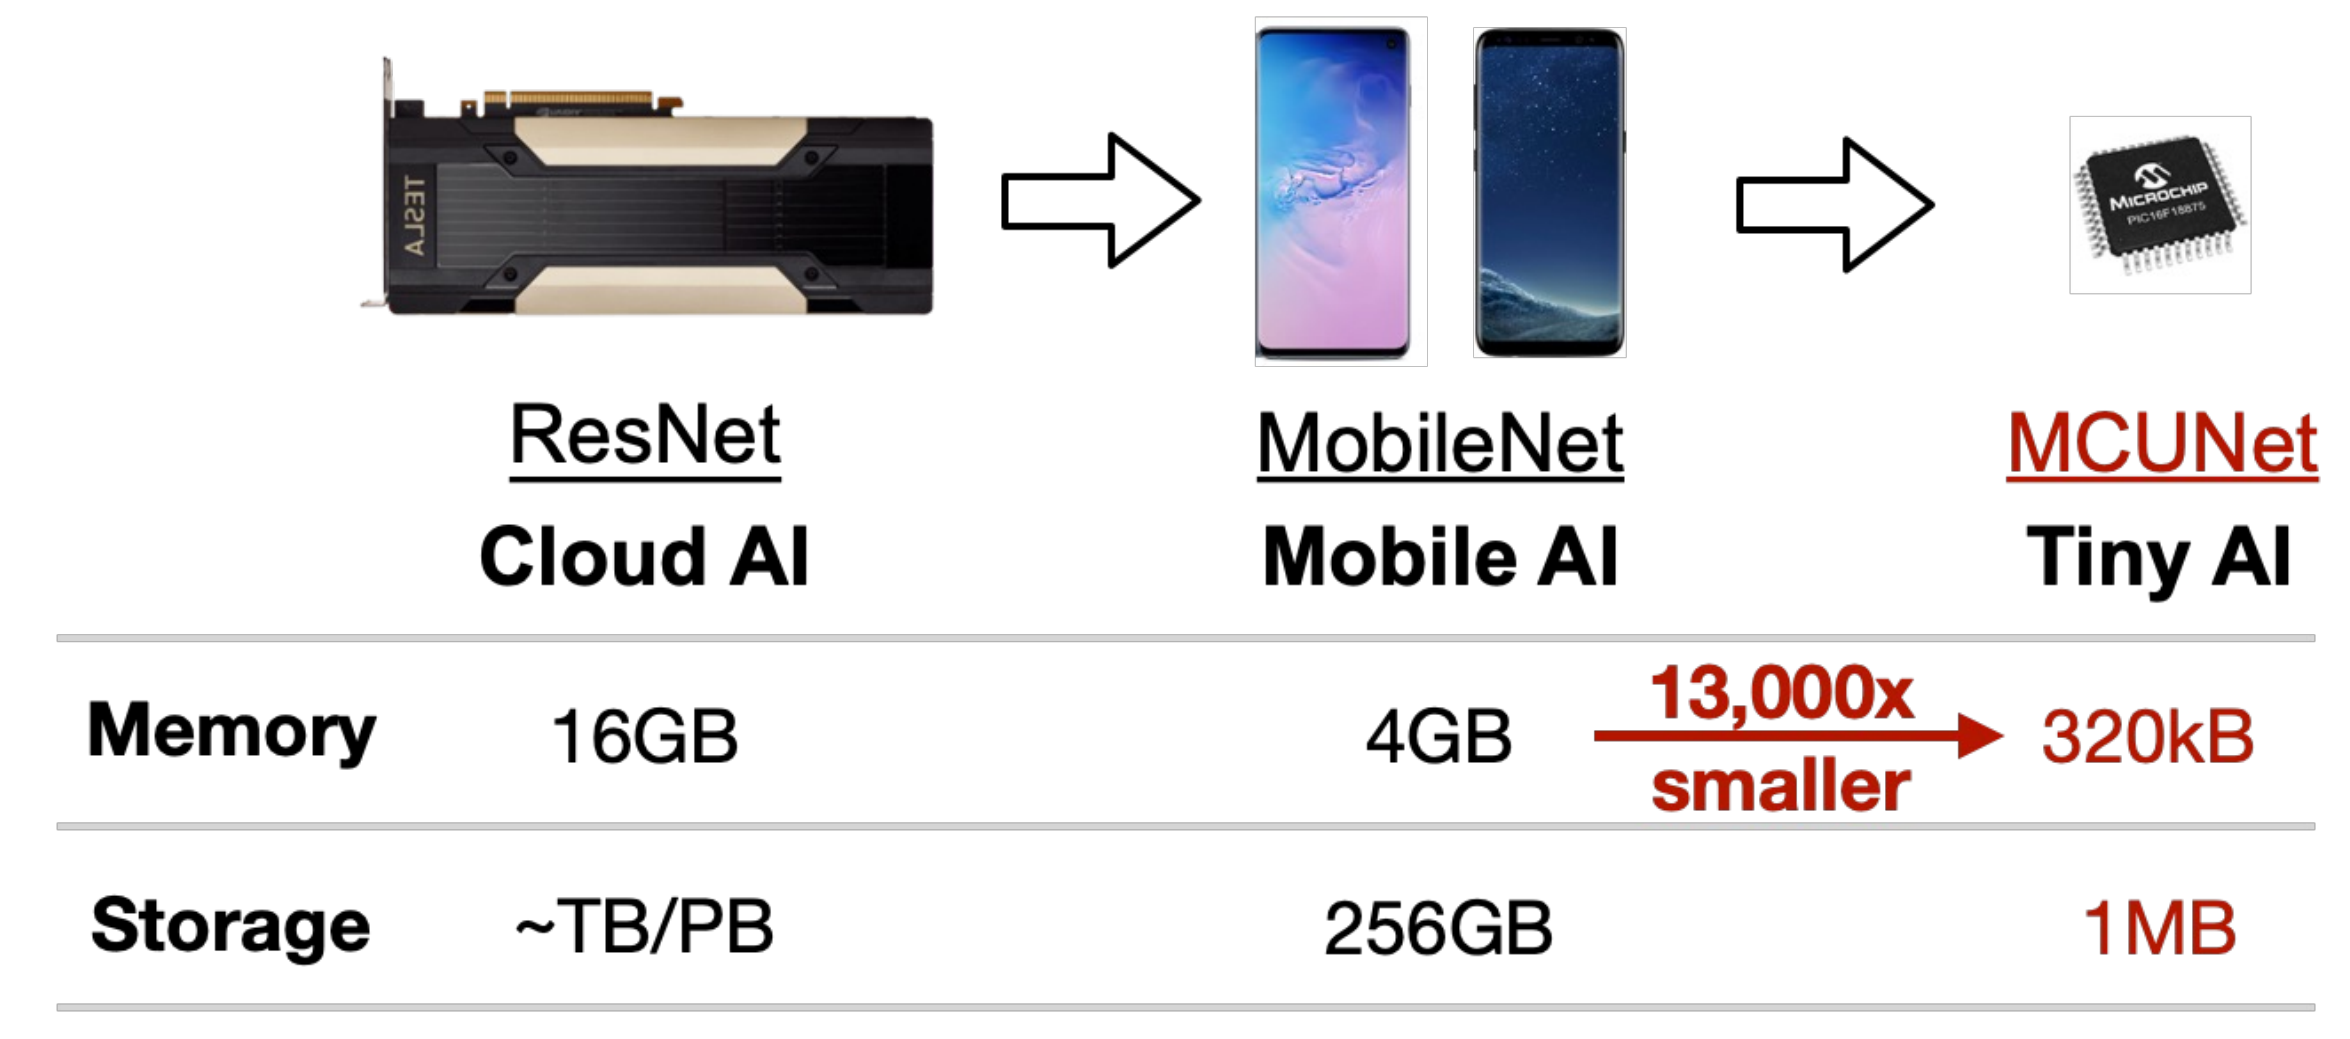 TESLA
MICROCHIP
PIC16F18875
ResNet
MobileNet
MCUNet
Cloud AI
Mobile AI
Tiny AI
Memory
16GB
4GB
13,000x
smaller
320kB
Storage
~TB/PB
256GB
1MB